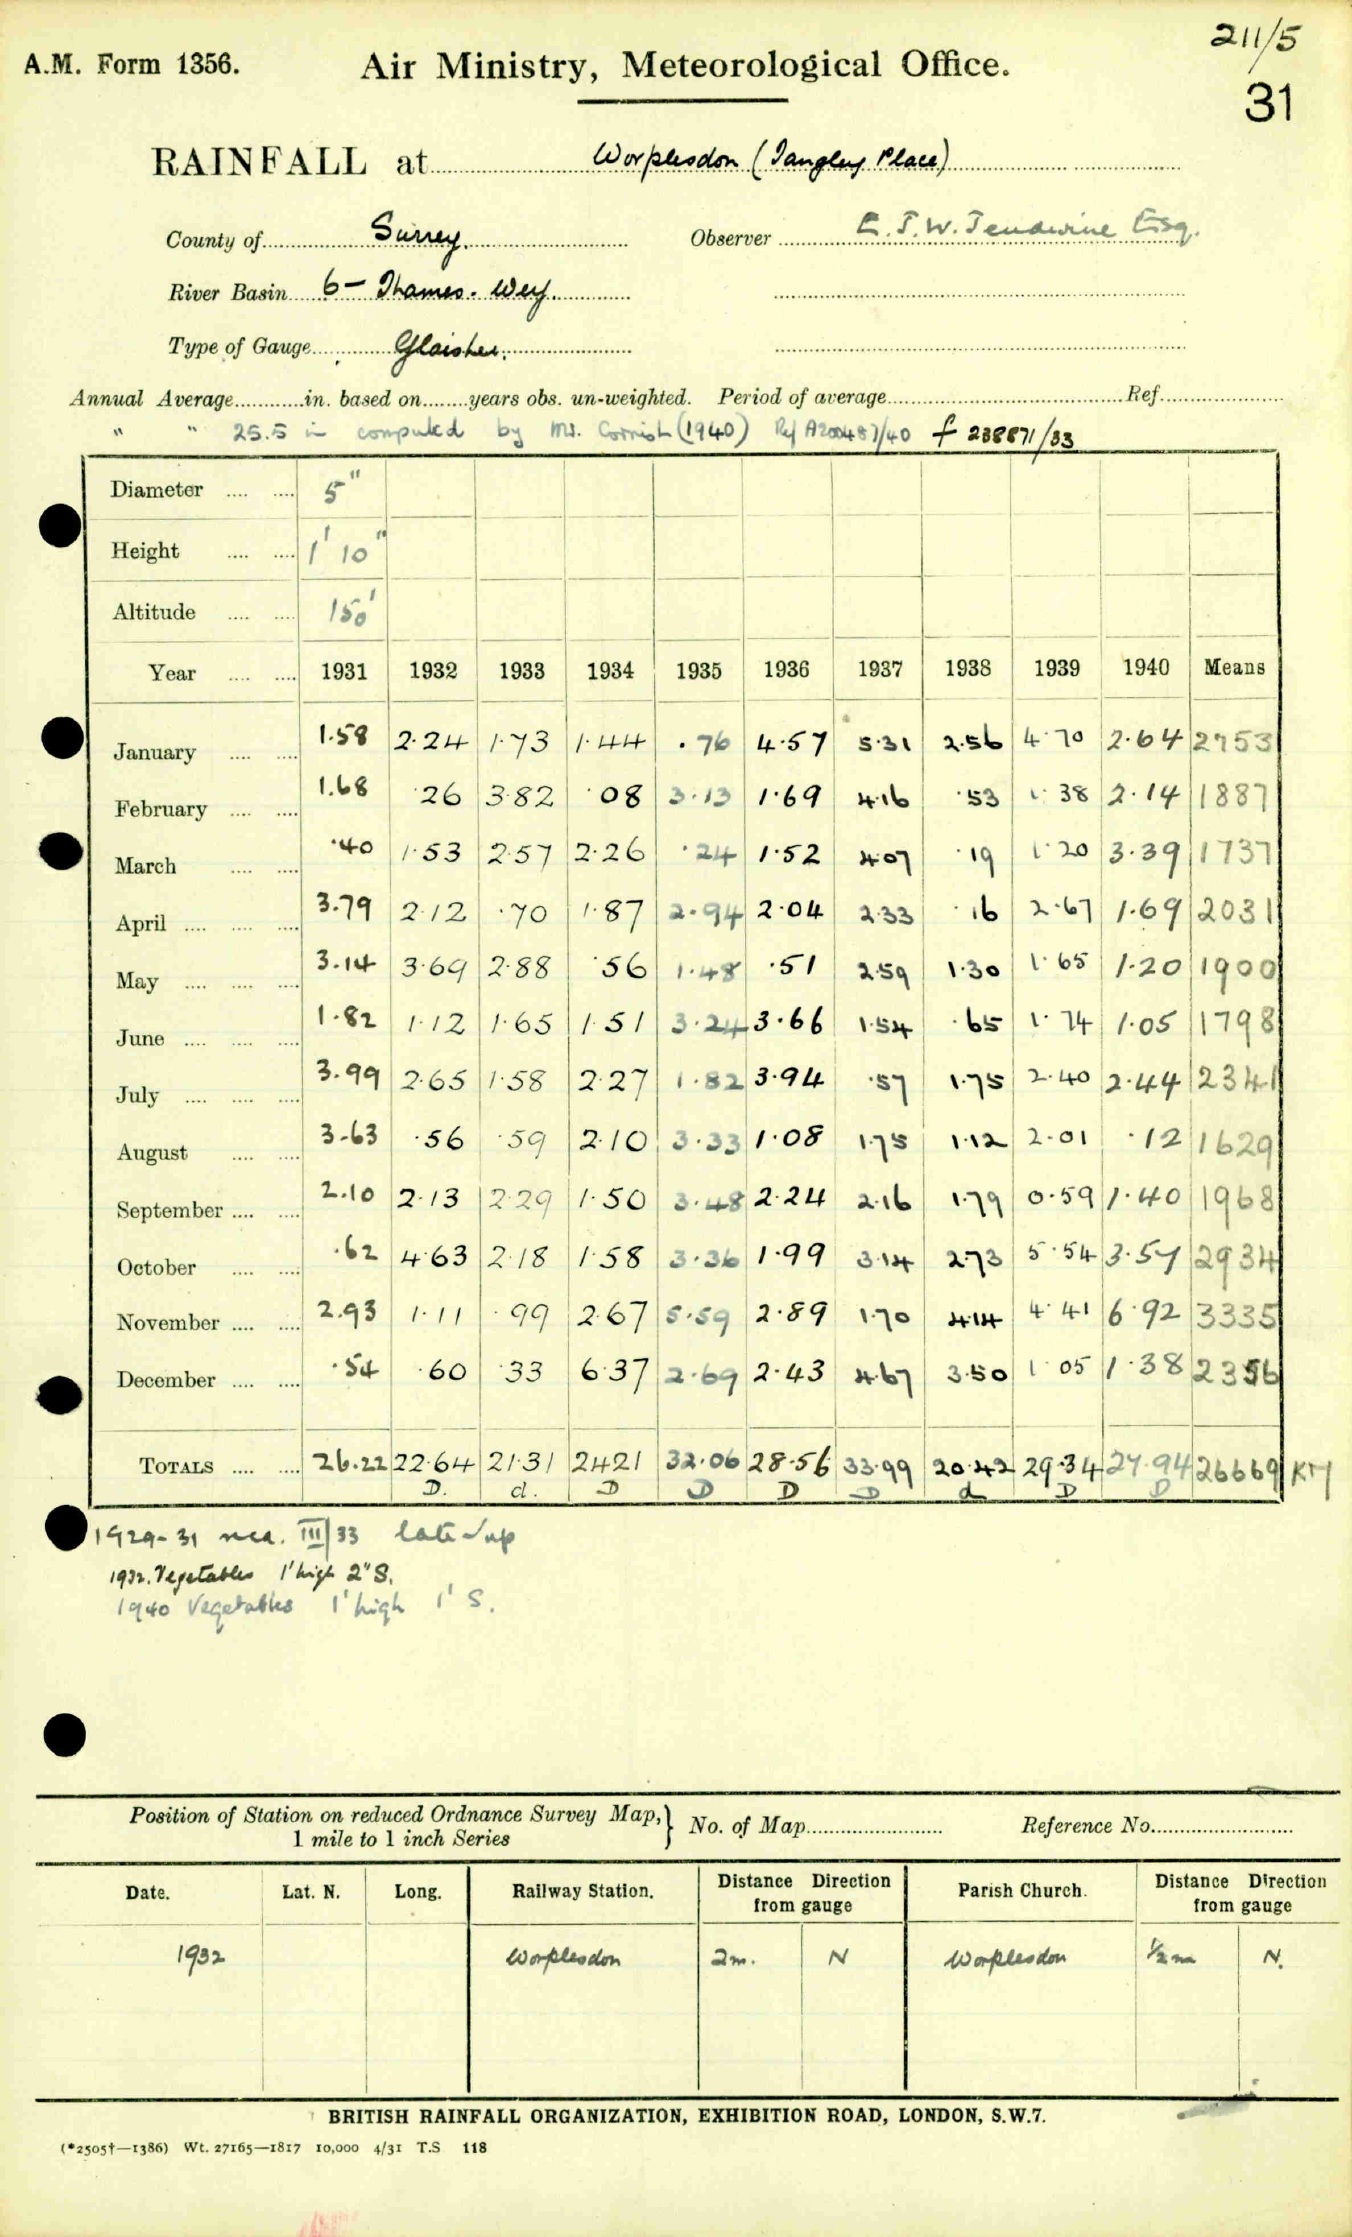 211/5
A.M. Form 1356.
Air Ministry, Meteorological Office.
31
RAINFALL at Worplesdon (Tangley Place)
County of Surrey. Observer E. J. W. Tendwine Esq.
River Basin 6 – Thames. Wey.
Type of Gauge Glaisher.
Annual Average in. based on years obs. un-weighted. Period of average Ref
" " 25.5 in computed by Mr. Cornish (1940) Ref A200487/40 f 238871/33
Diameter 5"
Height 1' 10"
Altitude 150'
Year 1931 1932 1933 1934 1935 1936 1937 1938 1939 1940 Means
January 1.58 2.24 1.73 1.44 .76 4.57 5.31 2.56 4.70 2.64 2753
February 1.68 .26 3.82 .08 3.13 1.69 4.16 .53 1.38 2.14 1887
March .40 1.53 2.57 2.26 .24 1.52 4.07 .19 1.20 3.39 1737
April 3.79 2.12 .70 1.87 2.94 2.04 2.33 .16 2.67 1.69 2031
May 3.14 3.69 2.88 .56 1.48 .51 2.59 1.30 1.65 1.20 1900
June 1.82 1.12 1.65 1.51 3.24 3.66 1.54 .65 1.74 1.05 1798
July 3.99 2.65 1.58 2.27 1.82 3.94 .57 1.75 2.40 2.44 2341
August 3.63 .56 .59 2.10 3.33 1.08 1.75 1.12 2.01 .12 1629
September 2.10 2.13 2.29 1.50 3.48 2.24 2.16 1.79 0.59 1.40 1968
October .62 4.63 2.18 1.58 3.36 1.99 3.14 2.73 5.54 3.57 2934
November 2.93 1.11 .99 2.67 5.59 2.89 1.70 4.14 4.41 6.92 3335
December .54 .60 .33 6.37 2.69 2.43 4.67 3.50 1.05 1.38 2356
TOTALS 26.22 22.64 21.31 24.21 32.06 28.56 33.99 20.42 29.34 27.94 26669 KM
D. d. D D D D d D D
1929-31 rec. III/33 late
1932. Vegetables 1' high 2" S.
1940 Vegetables 1' high 1' S.
Position of Station on reduced Ordnance Survey Map, 1 mile to 1 inch Series } No. of Map Reference No.
Date. Lat. N. Long. Railway Station. Distance Direction from gauge Parish Church. Distance Direction from gauge
1932 Worplesdon 2m. N Worplesdon 1/2 m N.
BRITISH RAINFALL ORGANIZATION, EXHIBITION ROAD, LONDON, S.W.7.
(*2505†—1386) Wt. 27165—1817 10,000 4/31 T.S 118